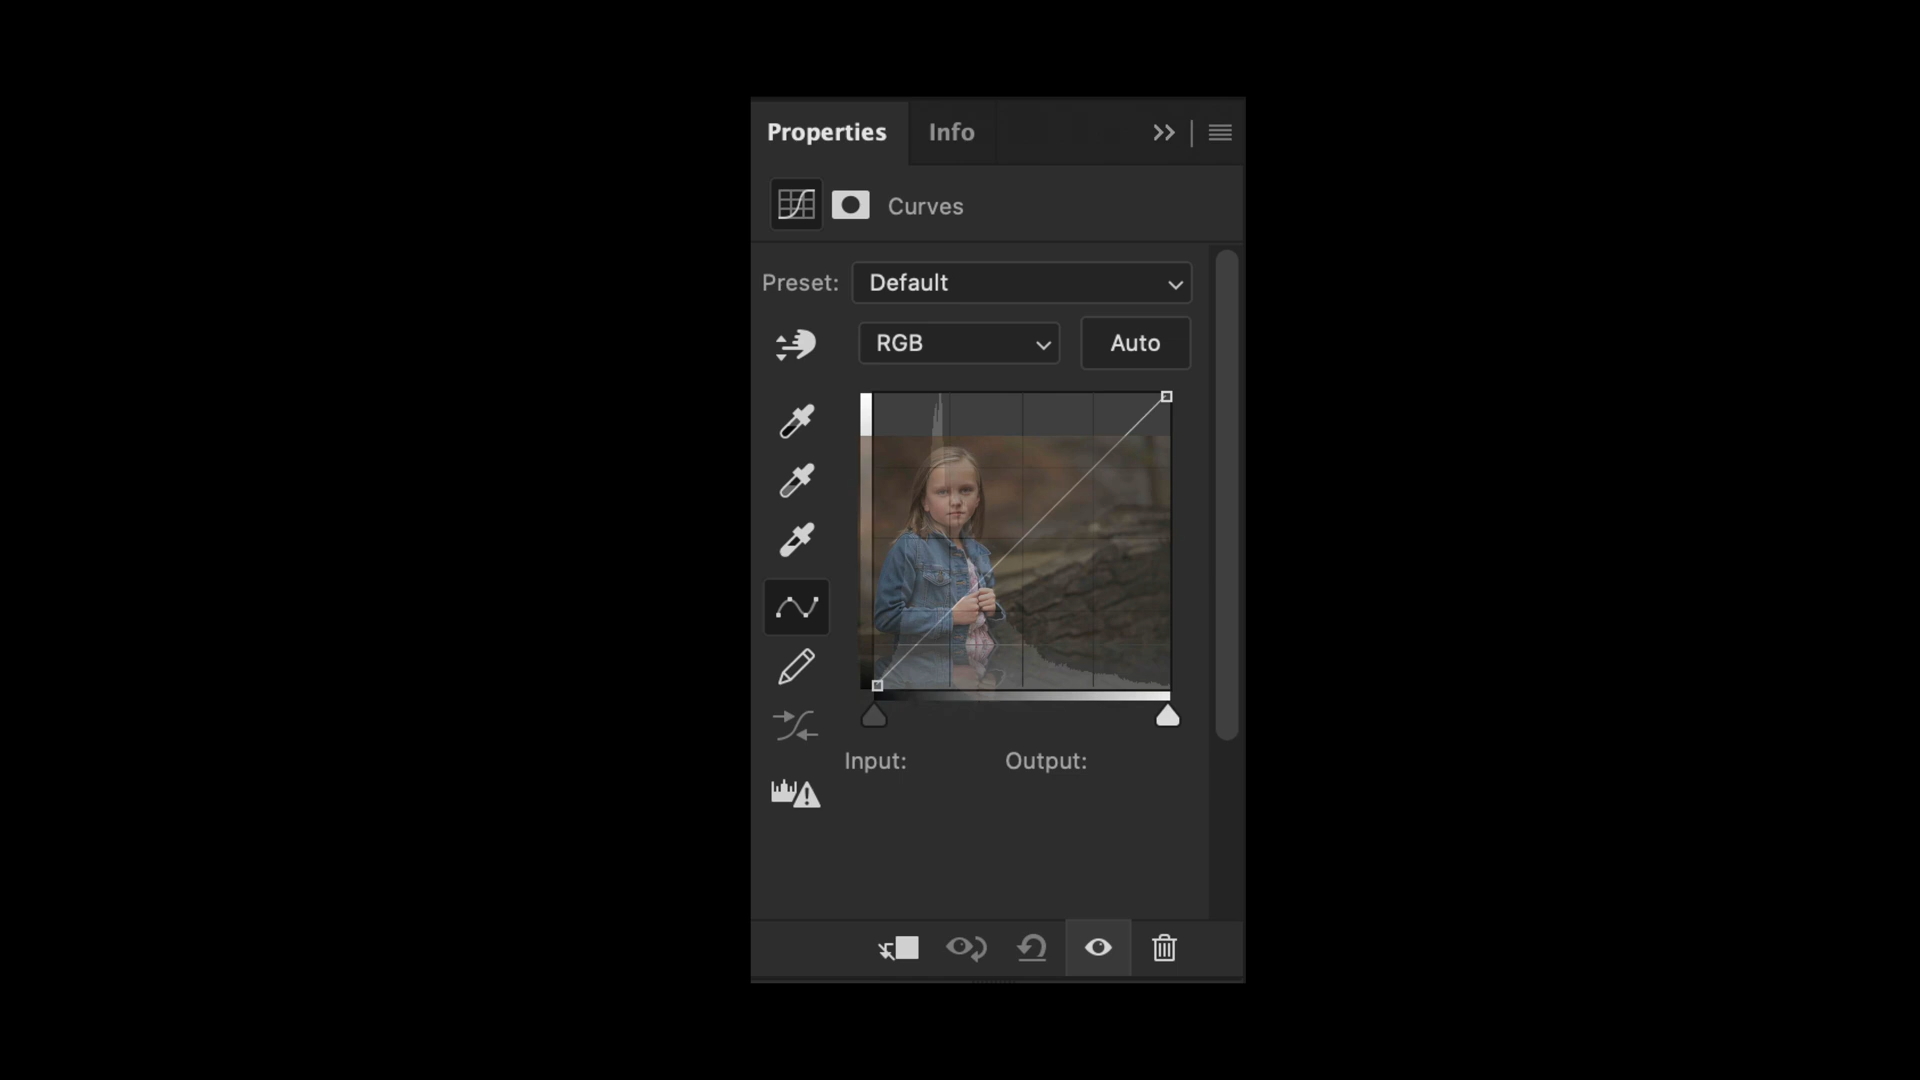 Properties Info
Curves
Preset: Default
RGB Auto
Input: Output: